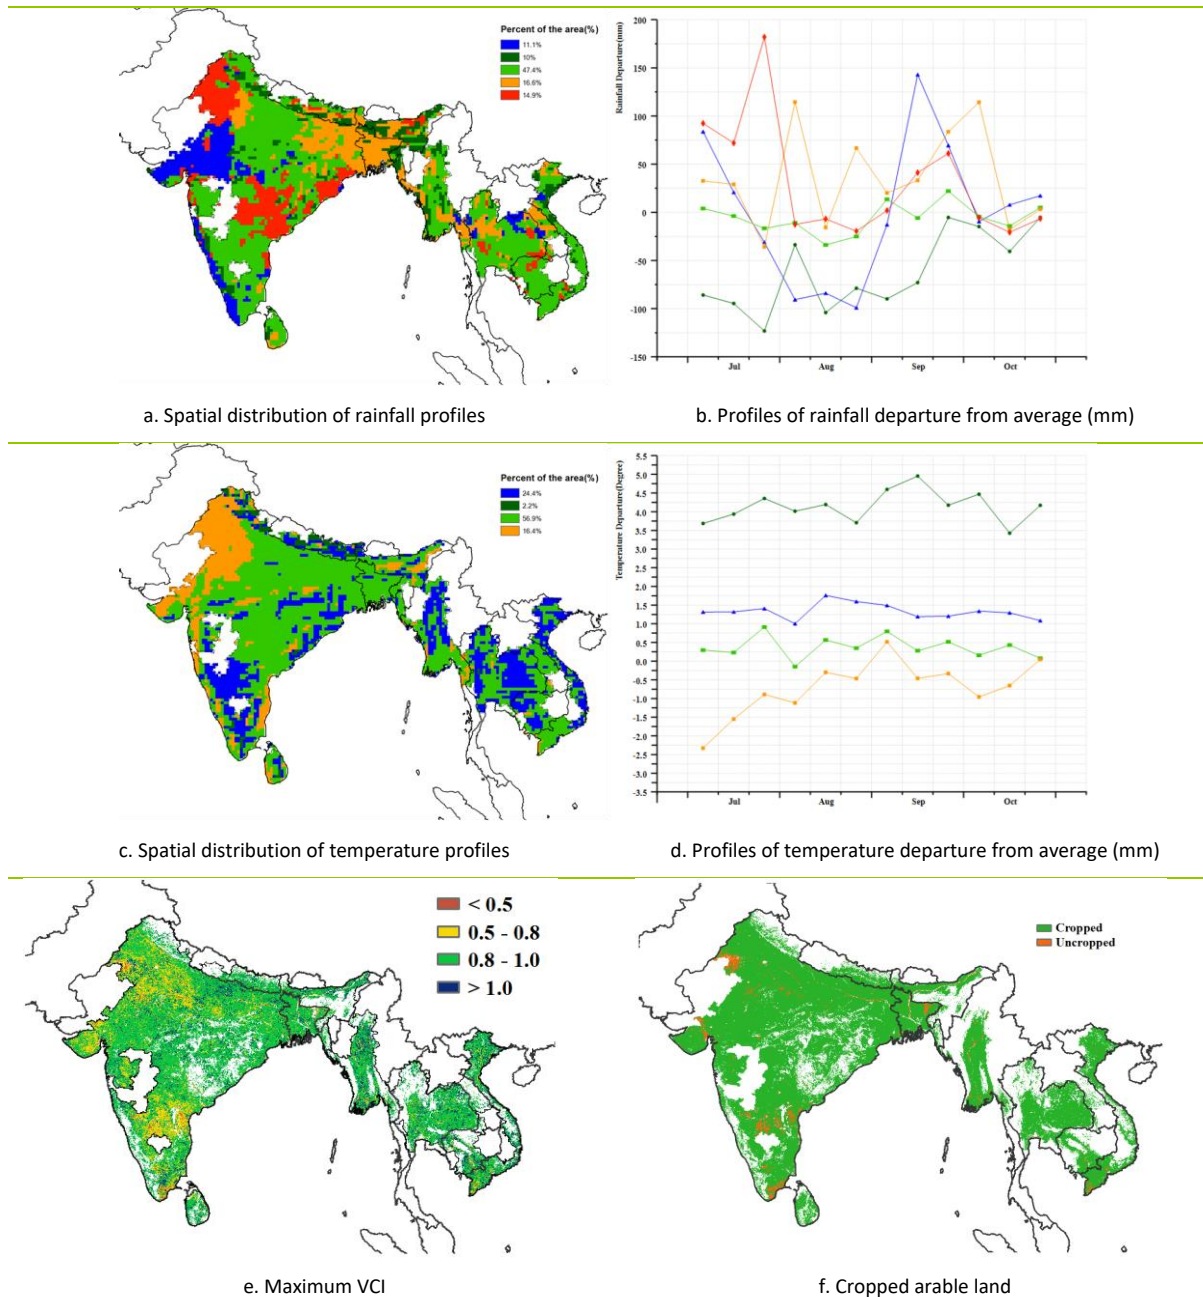 Percent of the area(%)
11.1%
10%
47.4%
16.6%
14.9%
Rainfall Departure(mm)
200
150
100
50
0
-50
-100
-150
Jul Aug Sep Oct
a. Spatial distribution of rainfall profiles
b. Profiles of rainfall departure from average (mm)
Percent of the area(%)
24.4%
2.2%
56.9%
16.4%
Temperature Departure(Degree)
5.5
5.0
4.5
4.0
3.5
3.0
2.5
2.0
1.5
1.0
0.5
0.0
-0.5
-1.0
-1.5
-2.0
-2.5
-3.0
-3.5
Jul Aug Sep Oct
c. Spatial distribution of temperature profiles
d. Profiles of temperature departure from average (mm)
< 0.5
0.5 - 0.8
0.8 - 1.0
> 1.0
Cropped
Uncropped
e. Maximum VCI
f. Cropped arable land